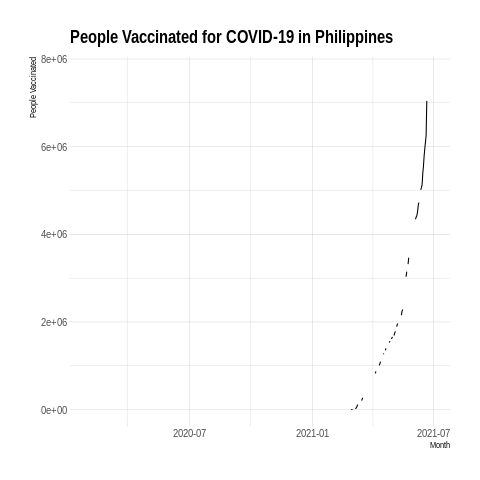 People Vaccinated for COVID-19 in Philippines
People Vaccinated
8e+06
6e+06
4e+06
2e+06
0e+00
2020-07 2021-01 2021-07
Month